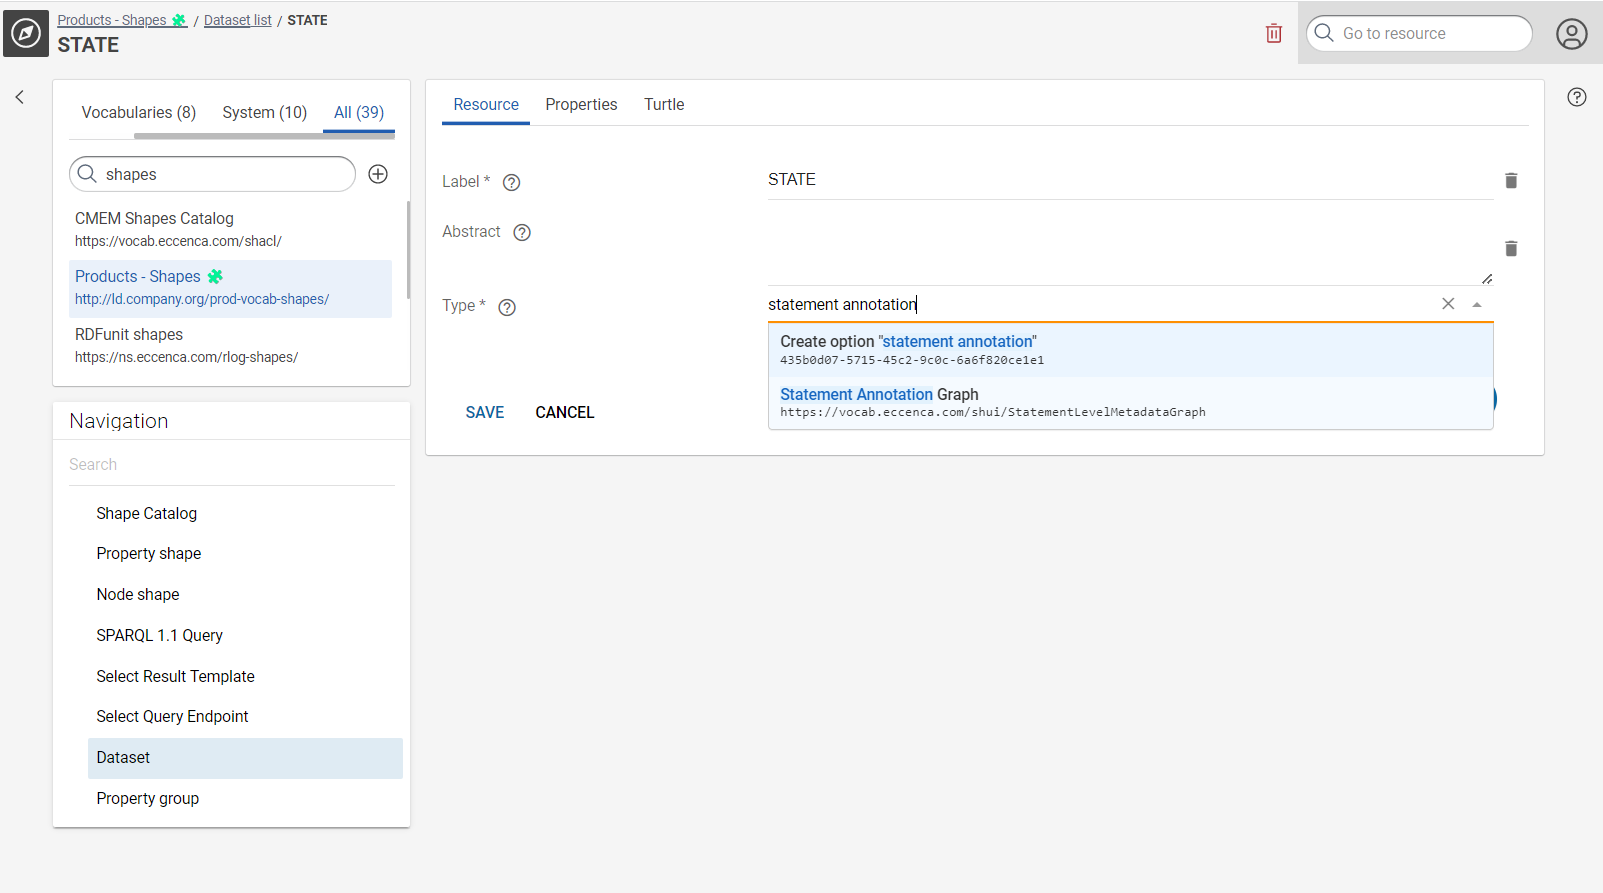 Products - Shapes / Dataset list / STATE
STATE
Go to resource
Vocabularies (8) System (10) All (39)
shapes
CMEM Shapes Catalog
https://vocab.eccenca.com/shacl/
Products - Shapes
http://ld.company.org/prod-vocab-shapes/
RDFunit shapes
https://ns.eccenca.com/rlog-shapes/
Navigation
Search
Shape Catalog
Property shape
Node shape
SPARQL 1.1 Query
Select Result Template
Select Query Endpoint
Dataset
Property group
Resource Properties Turtle
Label *
STATE
Abstract
Type *
statement annotation
Create option "statement annotation"
435b0d07-5715-45c2-9c0c-6a6f820ce1e1
Statement Annotation Graph
https://vocab.eccenca.com/shui/StatementLevelMetadataGraph
SAVE CANCEL